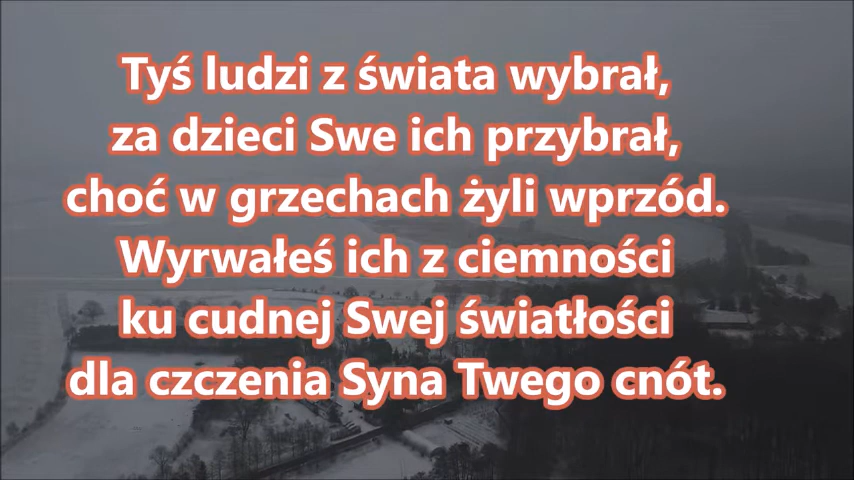 Tyś ludzi z świata wybrał,
za dzieci Swe ich przybrał,
choć w grzechach żyli wprzód.
Wyrwałeś ich z ciemności
ku cudnej Swej światłości
dla czczenia Syna Twego cnót.